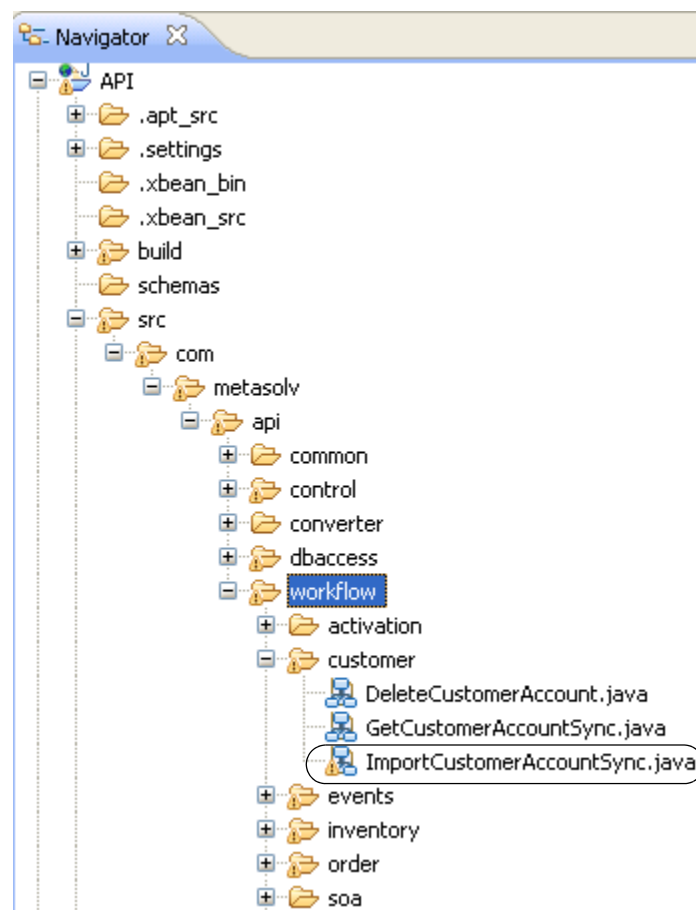 Navigator
API
.apt_src
.settings
.xbean_bin
.xbean_src
build
schemas
src
com
metasolv
api
common
control
converter
dbaccess
workflow
activation
customer
DeleteCustomerAccount.java
GetCustomerAccountSync.java
ImportCustomerAccountSync.java
events
inventory
order
soa